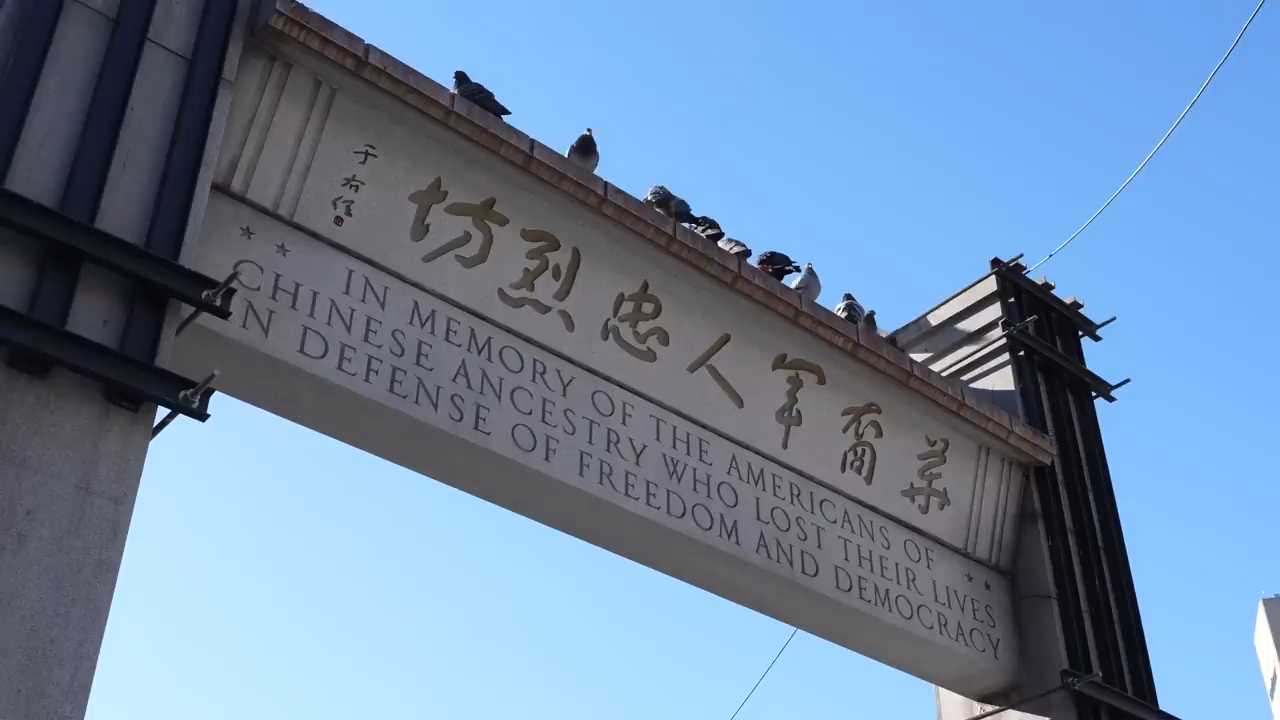 華裔軍人忠烈坊
于右任
IN MEMORY OF THE AMERICANS OF
CHINESE ANCESTRY WHO LOST THEIR LIVES
IN DEFENSE OF FREEDOM AND DEMOCRACY